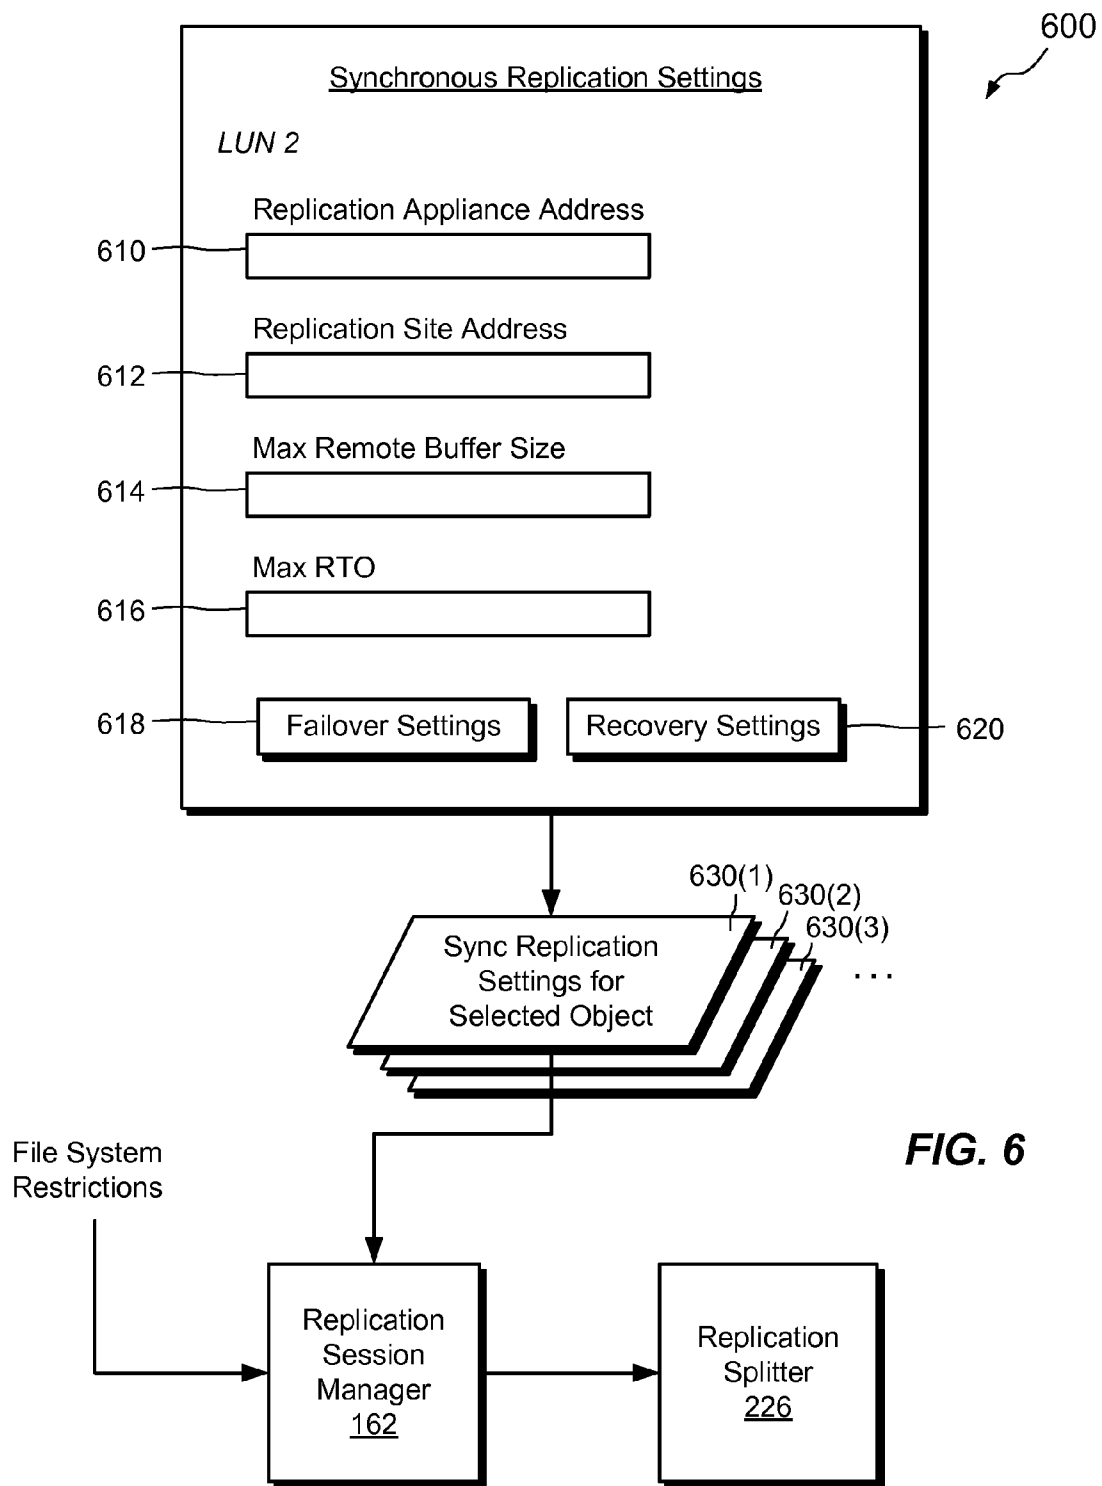 600
Synchronous Replication Settings
LUN 2
Replication Appliance Address
610
Replication Site Address
612
Max Remote Buffer Size
614
Max RTO
616
618
Failover Settings
Recovery Settings
620
630(1)
630(2)
630(3)
Sync Replication
Settings for
Selected Object
...
FIG. 6
File System
Restrictions
Replication
Session
Manager
162
Replication
Splitter
226